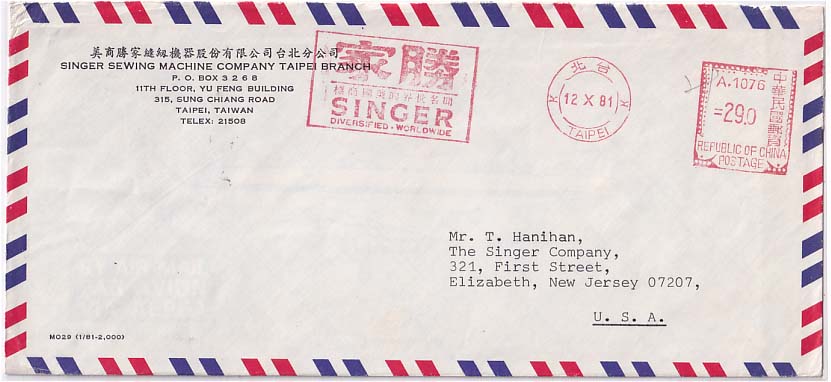 美商勝家縫紉機器股份有限公司台北分公司
SINGER SEWING MACHINE COMPANY TAIPEI BRANCH
P. O. BOX 3 2 6 8
11TH FLOOR, YU FENG BUILDING
315, SUNG CHIANG ROAD
TAIPEI, TAIWAN
TELEX: 21508
家勝
SINGER
DIVERSIFIED · WORLDWIDE
北台
K 12 X 81 K
TAIPEI
A.1076
=29.0
中華民國郵資
REPUBLIC OF CHINA
POSTAGE
Mr. T. Hanihan,
The Singer Company,
321, First Street,
Elizabeth, New Jersey 07207,
U. S. A.
M029 (1/81-2,000)